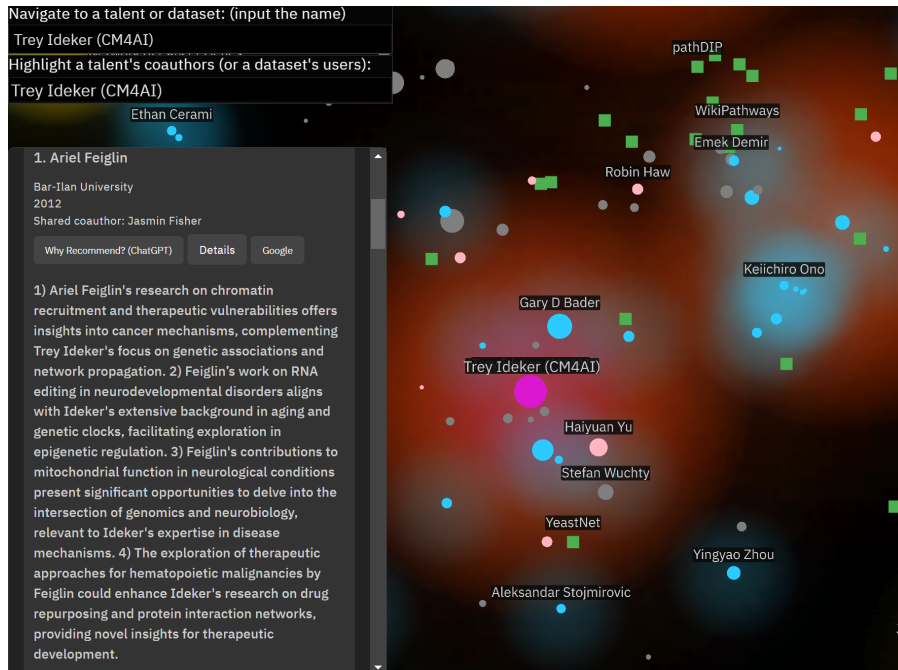 Navigate to a talent or dataset: (input the name)
Trey Ideker (CM4AI)
Highlight a talent's coauthors (or a dataset's users):
Trey Ideker (CM4AI)
Ethan Cerami
1. Ariel Feiglin
Bar-Ilan University
2012
Shared coauthor: Jasmin Fisher
Why Recommend? (ChatGPT) Details Google
1) Ariel Feiglin's research on chromatin
recruitment and therapeutic vulnerabilities offers
insights into cancer mechanisms, complementing
Trey Ideker's focus on genetic associations and
network propagation. 2) Feiglin's work on RNA
editing in neurodevelopmental disorders aligns
with Ideker's extensive background in aging and
genetic clocks, facilitating exploration in
epigenetic regulation. 3) Feiglin's contributions to
mitochondrial function in neurological conditions
present significant opportunities to delve into the
intersection of genomics and neurobiology,
relevant to Ideker's expertise in disease
mechanisms. 4) The exploration of therapeutic
approaches for hematopoietic malignancies by
Feiglin could enhance Ideker's research on drug
repurposing and protein interaction networks,
providing novel insights for therapeutic
development.
pathDIP
WikiPathways
Emek Demir
Robin Haw
Keiichiro Ono
Gary D Bader
Trey Ideker (CM4AI)
Haiyuan Yu
Stefan Wuchty
YeastNet
Yingyao Zhou
Aleksandar Stojmirovic